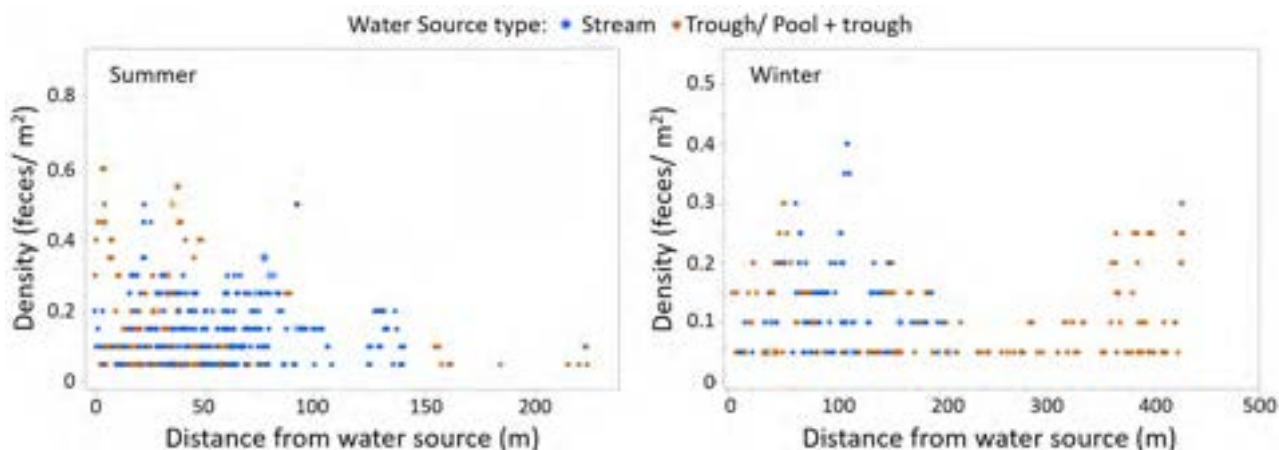 Water Source type: Stream Trough/ Pool + trough
Summer
0.8
0.6
0.4
0.2
0
Density (feces/ m²)
0 50 100 150 200
Distance from water source (m)
Winter
0.5
0.4
0.3
0.2
0.1
0
Density (feces/ m²)
0 100 200 300 400 500
Distance from water source (m)